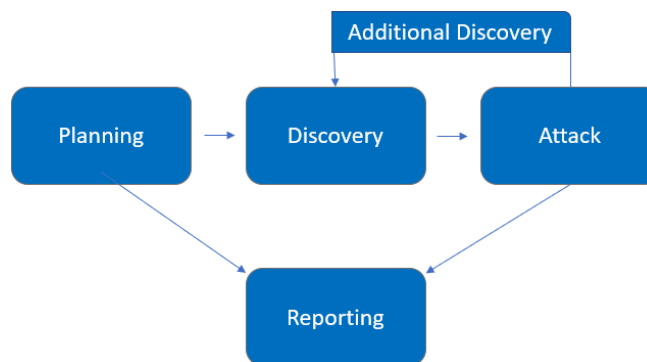 Additional Discovery
Planning
Discovery
Attack
Reporting